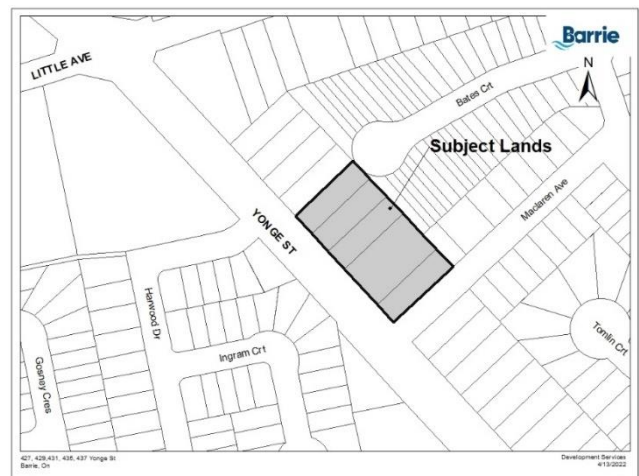 Barrie
LITTLE AVE
N
Bates Crt
Subject Lands
Maclaren Ave
YONGE ST
Harwood Dr
Ingram Crt
Tomlin Crt
Gosney Cres
427, 429,431, 435, 437 Yonge St
Barrie, On
Development Services
4/13/2022